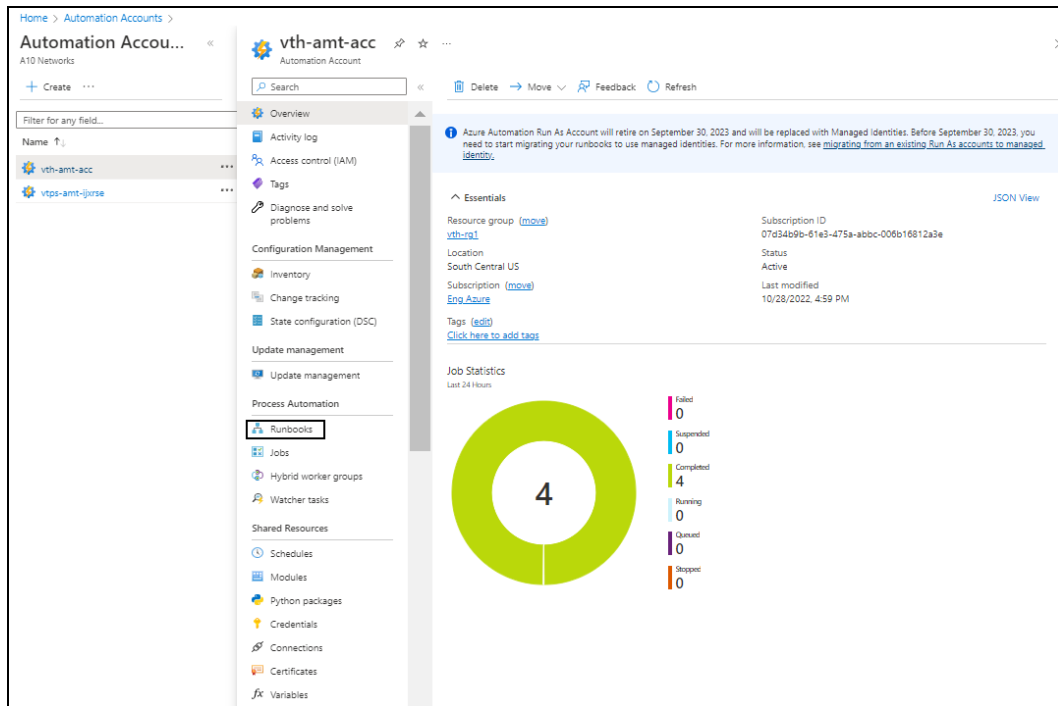 Home > Automation Accounts >
Automation Accou... «
A10 Networks
+ Create ...
Filter for any field...
Name ↑↓
vth-amt-acc ...
vtps-amt-ijxrse ...
vth-amt-acc ...
Automation Account
Search «
Overview
Activity log
Access control (IAM)
Tags
Diagnose and solve
problems
Configuration Management
Inventory
Change tracking
State configuration (DSC)
Update management
Update management
Process Automation
Runbooks
Jobs
Hybrid worker groups
Watcher tasks
Shared Resources
Schedules
Modules
Python packages
Credentials
Connections
Certificates
fx Variables
Delete → Move Feedback Refresh
Azure Automation Run As Account will retire on September 30, 2023 and will be replaced with Managed Identities. Before September 30, 2023, you
need to start migrating your runbooks to use managed identities. For more information, see migrating from an existing Run As accounts to managed
identity.
Essentials JSON View
Resource group (move)
vth-rg1
Location
South Central US
Subscription (move)
Eng Azure
Tags (edit)
Click here to add tags
Subscription ID
07d34b9b-61e3-475a-abbc-006b16812a3e
Status
Active
Last modified
10/28/2022, 4:59 PM
Job Statistics
Last 24 Hours
4
Failed
0
Suspended
0
Completed
4
Running
0
Queued
0
Stopped
0